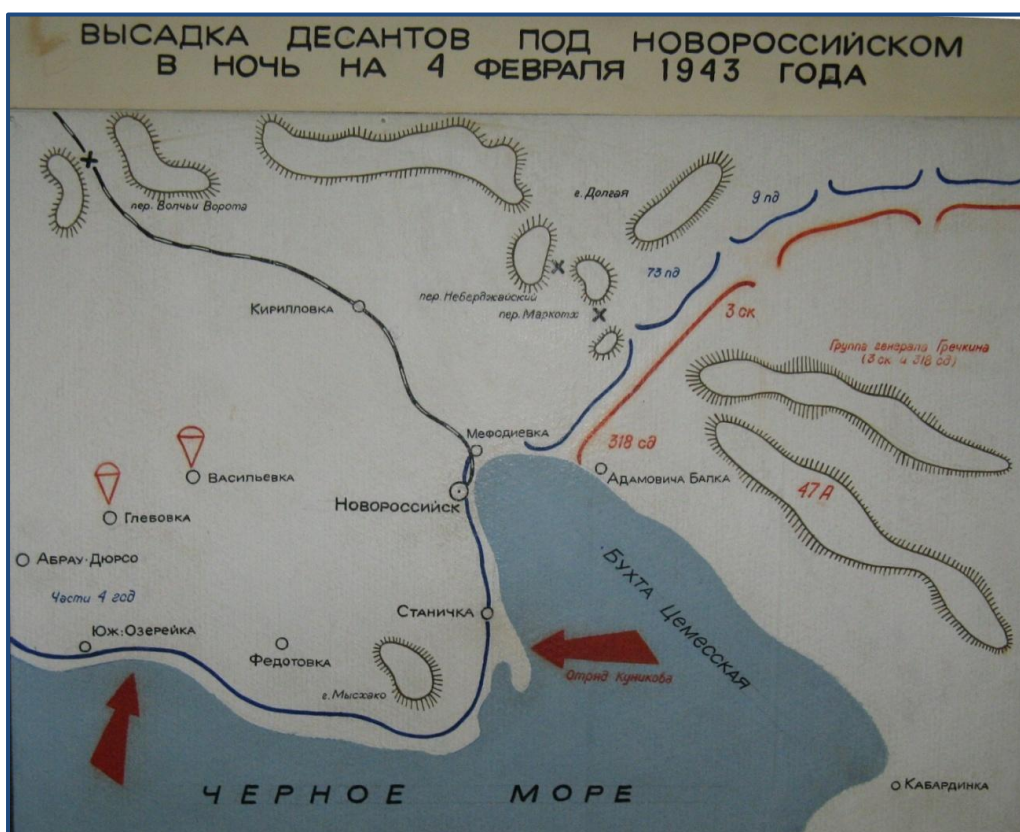 ВЫСАДКА ДЕСАНТОВ ПОД НОВОРОССИЙСКОМ
В НОЧЬ НА 4 ФЕВРАЛЯ 1943 ГОДА
пер. Волчьи Ворота
г. Долгая
9 пд
73 пд
пер. Неберджайский
пер. Маркотх
Кирилловка
3 ск
Группа генерала Гречкина
(3 ск и 318 сд)
Мефодиевка
318 сд
Адамовича Балка
47 А
Васильевка
Новороссийск
Глебовка
Абрау-Дюрсо
Бухта Цемесская
Части 4 гсд
Станичка
Юж. Озерейка
Федотовка
Отряд Куникова
г. Мысхако
Кабардинка
ЧЕРНОЕ МОРЕ